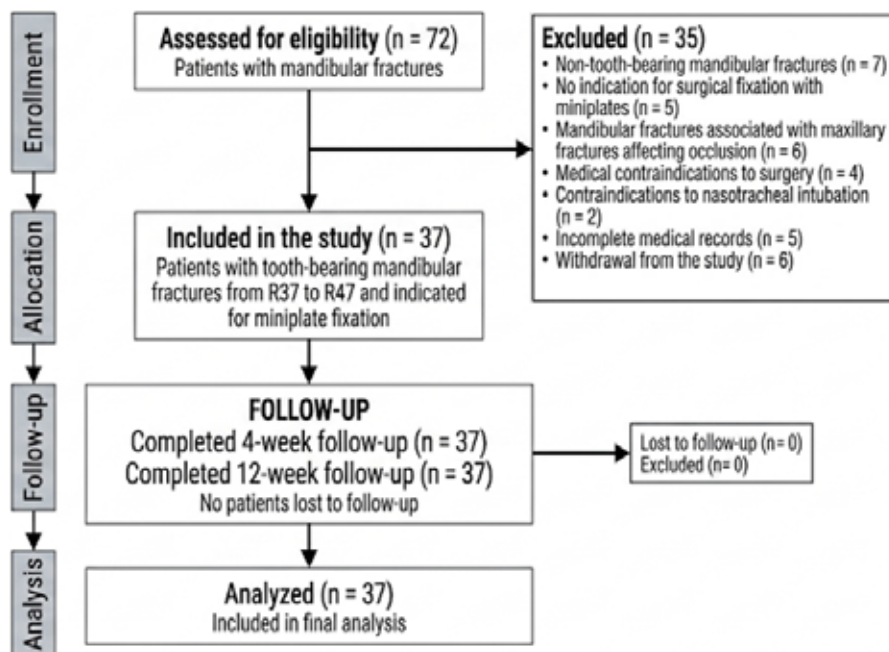 Enrollment
Assessed for eligibility (n = 72)
Patients with mandibular fractures
Excluded (n = 35)
• Non-tooth-bearing mandibular fractures (n = 7)
• No indication for surgical fixation with
miniplates (n = 5)
• Mandibular fractures associated with maxillary
fractures affecting occlusion (n = 6)
• Medical contraindications to surgery (n = 4)
• Contraindications to nasotracheal intubation
(n = 2)
• Incomplete medical records (n = 5)
• Withdrawal from the study (n = 6)
Allocation
Included in the study (n = 37)
Patients with tooth-bearing mandibular
fractures from R37 to R47 and indicated
for miniplate fixation
Follow-up
FOLLOW-UP
Completed 4-week follow-up (n = 37)
Completed 12-week follow-up (n = 37)
No patients lost to follow-up
Lost to follow-up (n= 0)
Excluded (n= 0)
Analysis
Analyzed (n = 37)
Included in final analysis